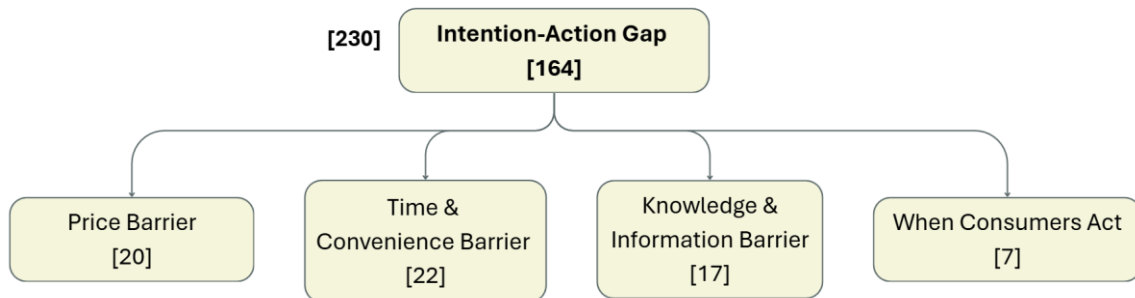 [230]
Intention-Action Gap
[164]
Price Barrier
[20]
Time &
Convenience Barrier
[22]
Knowledge &
Information Barrier
[17]
When Consumers Act
[7]